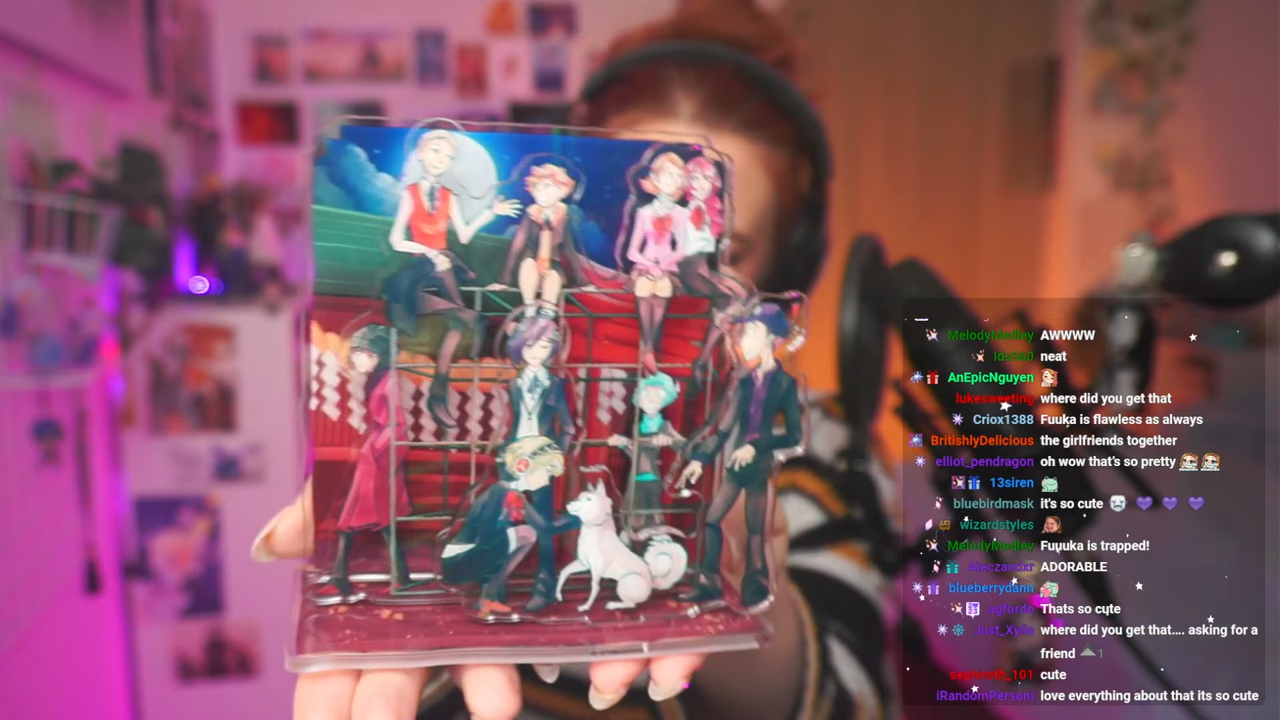 MelodyMedley AWWWW
neat
AnEpicNguyen
lukesweeting where did you get that
Criox1388 Fuuka is flawless as always
BritishlyDelicious the girlfriends together
elliot_pendragon oh wow that's so pretty
13siren
bluebirdmask it's so cute
wizardstyles
MelodyMedley Fuuuka is trapped!
ADORABLE
blueberrydann
agfordo Thats so cute
Just_Xylia where did you get that.... asking for a
friend 1
cute
iRandomPersoni love everything about that its so cute